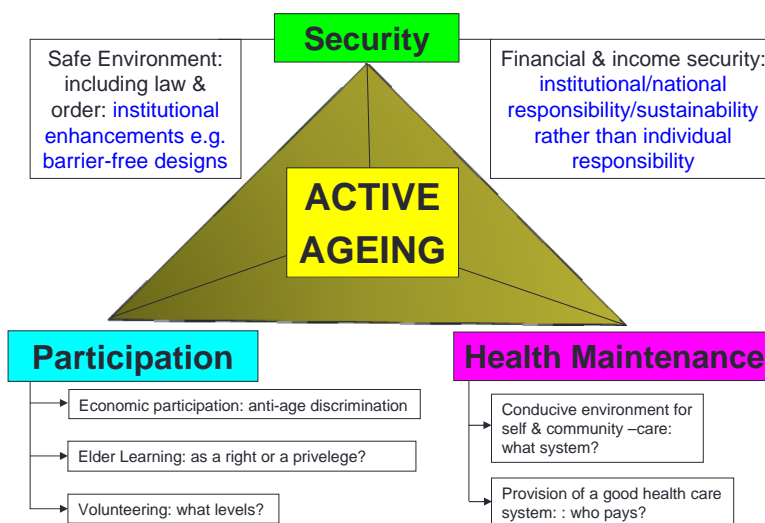 Security
Safe Environment:
including law &
order: institutional
enhancements e.g.
barrier-free designs
Financial & income security:
institutional/national
responsibility/sustainability
rather than individual
responsibility
ACTIVE
AGEING
Participation
Economic participation: anti-age discrimination
Elder Learning: as a right or a privelege?
Volunteering: what levels?
Health Maintenance
Conducive environment for
self & community –care:
what system?
Provision of a good health care
system: : who pays?